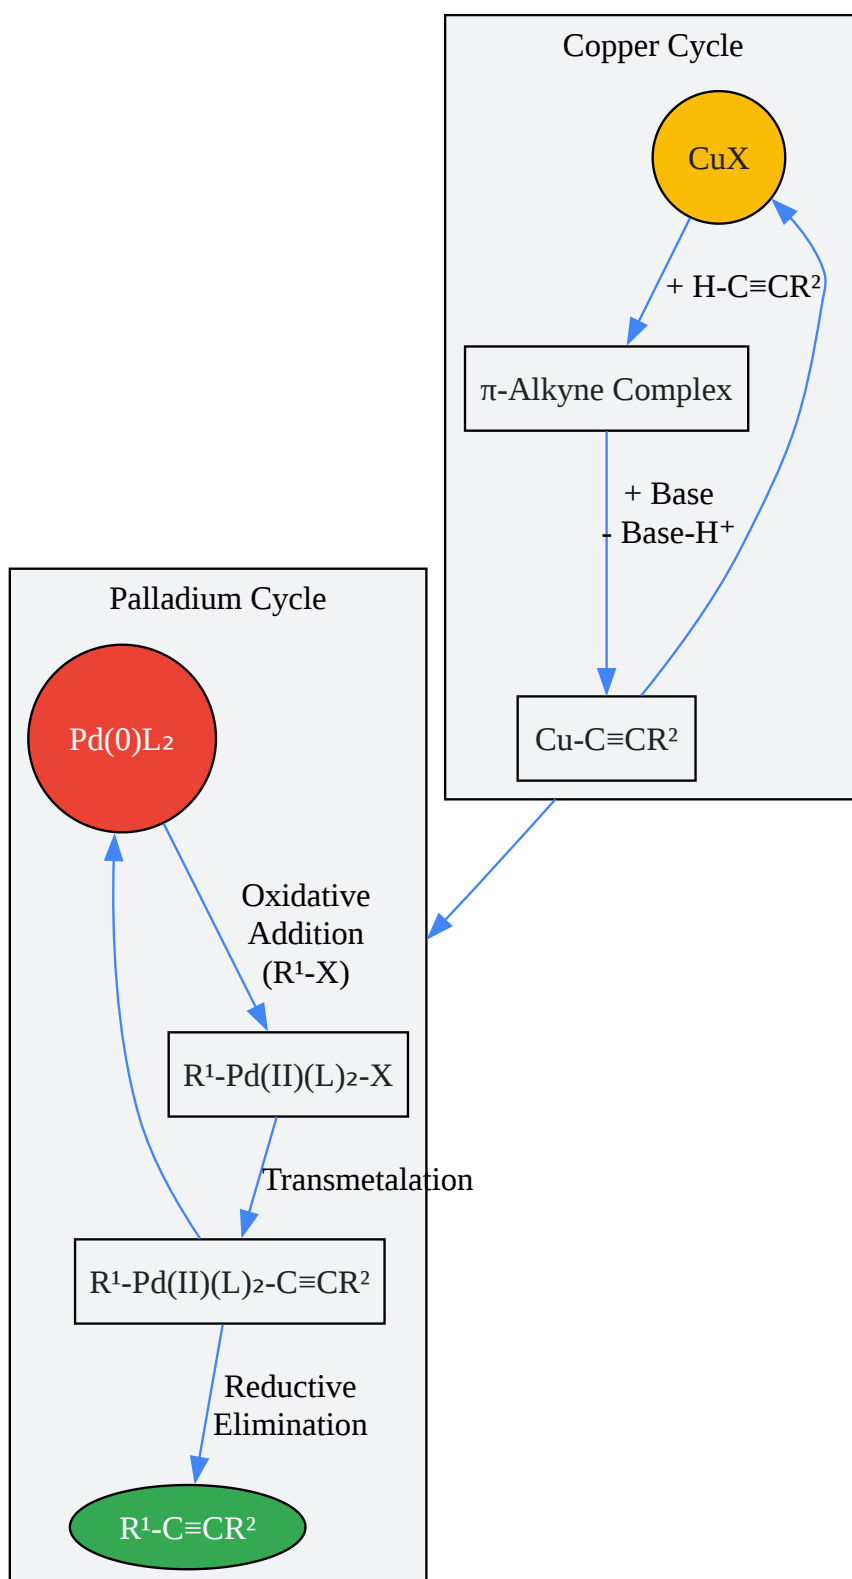 Copper Cycle
CuX
+ H-C≡CR²
π-Alkyne Complex
+ Base
- Base-H⁺
Cu-C≡CR²
Palladium Cycle
Pd(0)L₂
Oxidative
Addition
(R¹-X)
R¹-Pd(II)(L)₂-X
Transmetalation
R¹-Pd(II)(L)₂-C≡CR²
Reductive
Elimination
R¹-C≡CR²